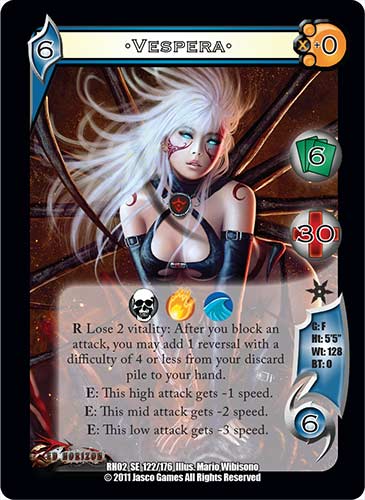 6
·Vespera·
X +0
6
30
G: F
Ht: 5'5"
Wt: 128
BT: 0
6
R Lose 2 vitality: After you block an
attack, you may add 1 reversal with a
difficulty of 4 or less from your discard
pile to your hand.
E: This high attack gets -1 speed.
E: This mid attack gets -2 speed.
E: This low attack gets -3 speed.
Red Horizon
RH02 SE 122/176 Illus. Mario Wibisono
© 2011 Jasco Games All Rights Reserved